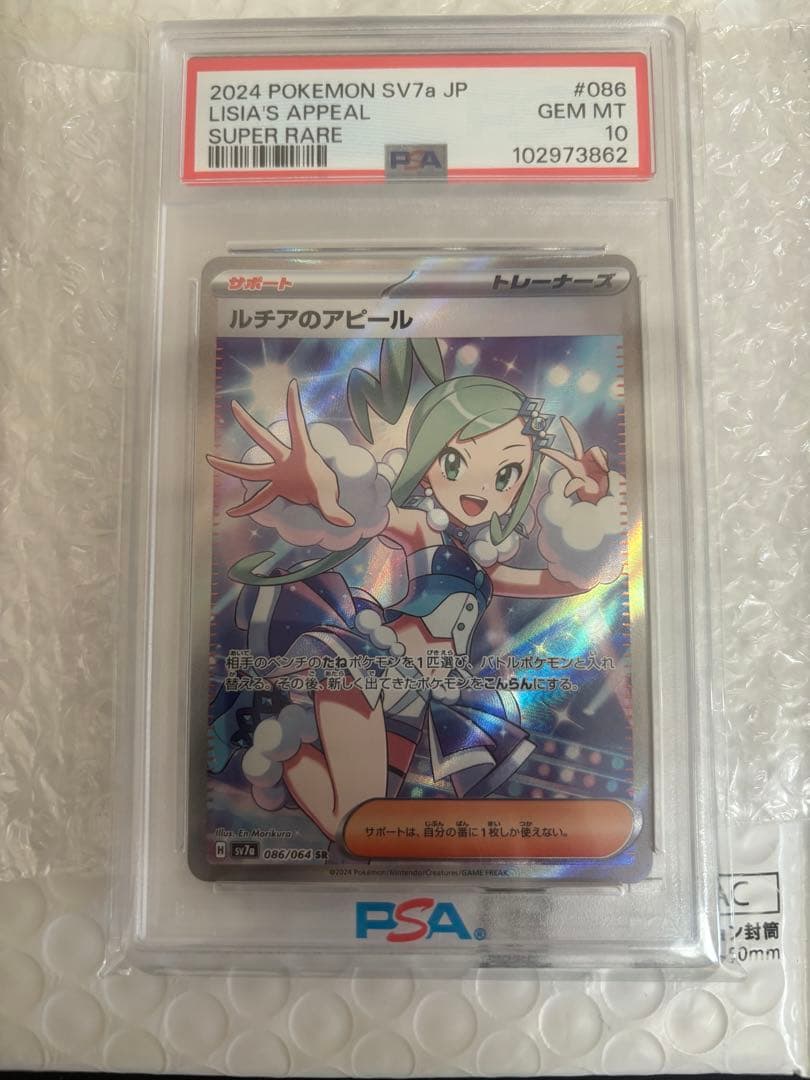 2024 POKEMON SV7a JP #086
LISIA'S APPEAL GEM MT
SUPER RARE 10
PSA 102973862
サポート トレーナーズ
ルチアのアピール
相手のベンチのたねポケモンを1匹選び、バトルポケモンと入れ
替える。その後、新しく出てきたポケモンをこんらんにする。
サポートは、自分の番に1枚しか使えない。
Illus. En Morikura
H sv7a 086/064 SR
©2024 Pokémon/Nintendo/Creatures/GAME FREAK.
PSA®
AC
ン封筒
50mm